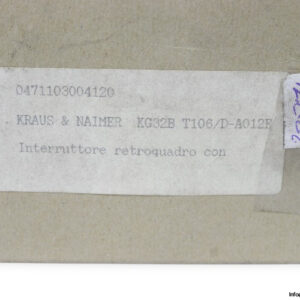 0471103004120
KRAUS & NAIMER KG32B T106/D-A012E
Interruttore retroquadro con